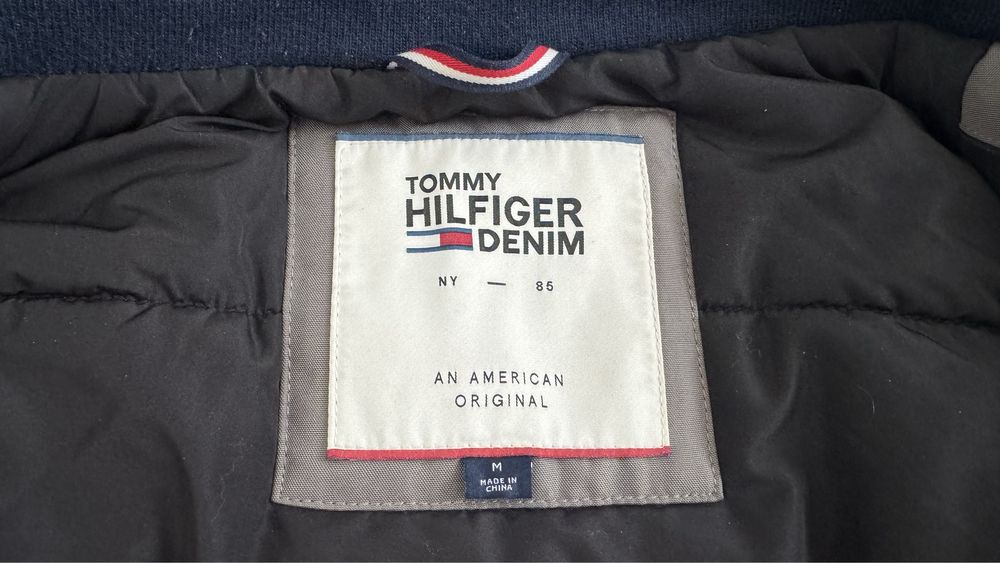 TOMMY
HILFIGER
DENIM
NY — 85
AN AMERICAN
ORIGINAL
M
MADE IN
CHINA